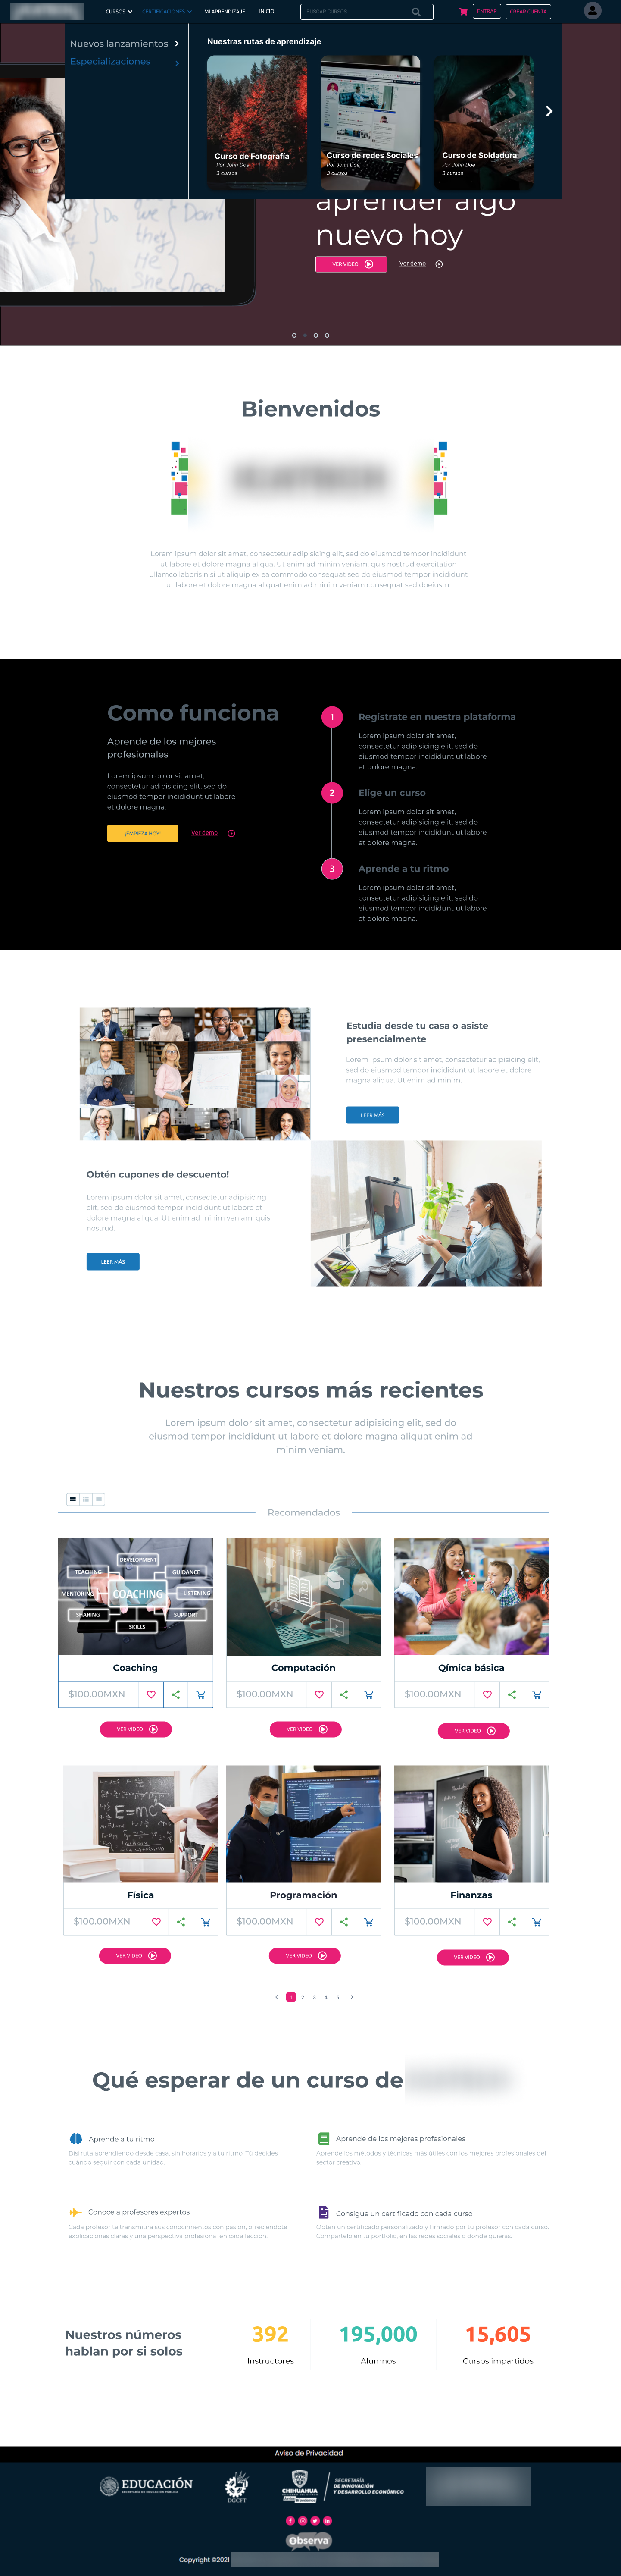 CURSOS
CERTIFICACIONES
MI APRENDIZAJE
INICIO
BUSCAR CURSOS
ENTRAR
CREAR CUENTA
Nuevos lanzamientos
Especializaciones
Nuestras rutas de aprendizaje
Curso de Fotografía
Por John Doe
3 cursos
Curso de redes Sociales
Por John Doe
3 cursos
Curso de Soldadura
Por John Doe
3 cursos
aprender algo
nuevo hoy
VER VIDEO
Ver demo
Bienvenidos
Lorem ipsum dolor sit amet, consectetur adipisicing elit, sed do eiusmod tempor incididunt
ut labore et dolore magna aliqua. Ut enim ad minim veniam, quis nostrud exercitation
ullamco laboris nisi ut aliquip ex ea commodo consequat sed do eiusmod tempor incididunt
ut labore et dolore magna aliquat enim ad minim veniam consequat sed doeiusm.
Como funciona
Aprende de los mejores
profesionales
Lorem ipsum dolor sit amet,
consectetur adipisicing elit, sed do
eiusmod tempor incididunt ut labore
et dolore magna.
¡EMPIEZA HOY!
Ver demo
1
Registrate en nuestra plataforma
Lorem ipsum dolor sit amet,
consectetur adipisicing elit, sed do
eiusmod tempor incididunt ut labore
et dolore magna.
2
Elige un curso
Lorem ipsum dolor sit amet,
consectetur adipisicing elit, sed do
eiusmod tempor incididunt ut labore
et dolore magna.
3
Aprende a tu ritmo
Lorem ipsum dolor sit amet,
consectetur adipisicing elit, sed do
eiusmod tempor incididunt ut labore
et dolore magna.
Estudia desde tu casa o asiste
presencialmente
Lorem ipsum dolor sit amet, consectetur adipisicing elit,
sed do eiusmod tempor incididunt ut labore et dolore
magna aliqua. Ut enim ad minim.
LEER MÁS
Obtén cupones de descuento!
Lorem ipsum dolor sit amet, consectetur adipisicing
elit, sed do eiusmod tempor incididunt ut labore et
dolore magna aliqua. Ut enim ad minim veniam, quis
nostrud.
LEER MÁS
Nuestros cursos más recientes
Lorem ipsum dolor sit amet, consectetur adipisicing elit, sed do
eiusmod tempor incididunt ut labore et dolore magna aliquat enim ad
minim veniam.
Recomendados
DEVELOPMENT
TEACHING
GUIDANCE
MENTORING
COACHING
LISTENING
SHARING
SUPPORT
SKILLS
Coaching
$100.00MXN
VER VIDEO
Computación
$100.00MXN
VER VIDEO
Qímica básica
$100.00MXN
VER VIDEO
E=MC²
Física
$100.00MXN
VER VIDEO
Programación
$100.00MXN
VER VIDEO
Finanzas
$100.00MXN
VER VIDEO
< 1 2 3 4 5 >
Qué esperar de un curso de
Aprende a tu ritmo
Disfruta aprendiendo desde casa, sin horarios y a tu ritmo. Tú decides
cuándo seguir con cada unidad.
Aprende de los mejores profesionales
Aprende los métodos y técnicas más útiles con los mejores profesionales del
sector creativo.
Conoce a profesores expertos
Cada profesor te transmitirá sus conocimientos con pasión, ofreciéndote
explicaciones claras y una perspectiva profesional en cada lección.
Consigue un certificado con cada curso
Obtén un certificado personalizado y firmado por tu profesor con cada curso.
Compártelo en tu portfolio, en las redes sociales o donde quieras.
Nuestros números
hablan por si solos
392
Instructores
195,000
Alumnos
15,605
Cursos impartidos
Aviso de Privacidad
EDUCACIÓN
SECRETARÍA DE EDUCACIÓN PÚBLICA
DGCFT
CHIHUAHUA
SECRETARÍA
DE INNOVACIÓN
Y DESARROLLO ECONÓMICO
Observa
Copyright ©2021